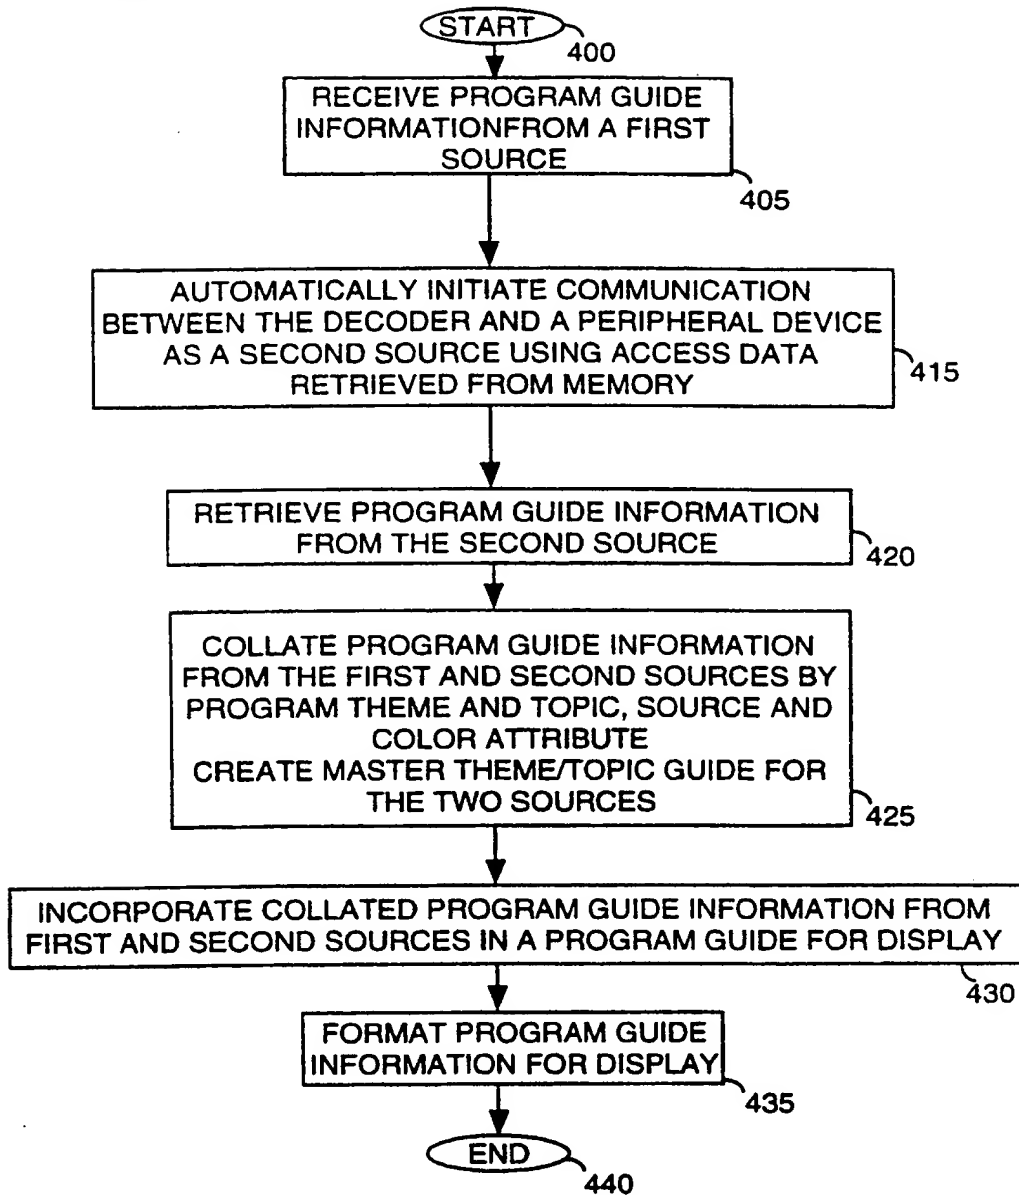 START
400
RECEIVE PROGRAM GUIDE
INFORMATIONFROM A FIRST
SOURCE
405
AUTOMATICALLY INITIATE COMMUNICATION
BETWEEN THE DECODER AND A PERIPHERAL DEVICE
AS A SECOND SOURCE USING ACCESS DATA
RETRIEVED FROM MEMORY
415
RETRIEVE PROGRAM GUIDE INFORMATION
FROM THE SECOND SOURCE
420
COLLATE PROGRAM GUIDE INFORMATION
FROM THE FIRST AND SECOND SOURCES BY
PROGRAM THEME AND TOPIC, SOURCE AND
COLOR ATTRIBUTE
CREATE MASTER THEME/TOPIC GUIDE FOR
THE TWO SOURCES
425
INCORPORATE COLLATED PROGRAM GUIDE INFORMATION FROM
FIRST AND SECOND SOURCES IN A PROGRAM GUIDE FOR DISPLAY
430
FORMAT PROGRAM GUIDE
INFORMATION FOR DISPLAY
435
END
440